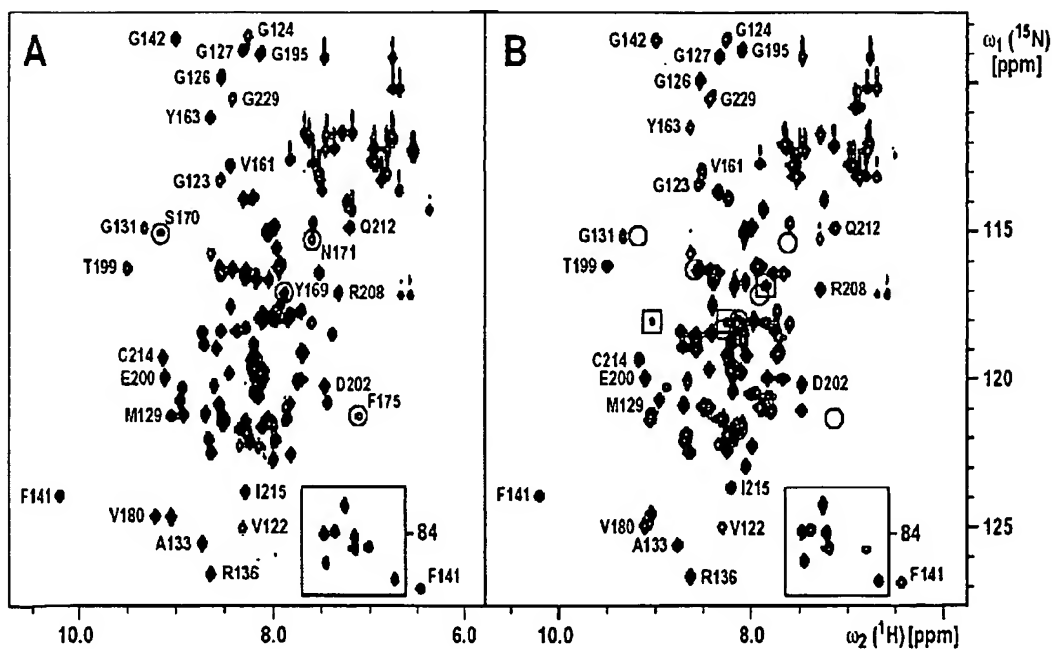 A
G142
G124
G127
G195
G126
G229
Y163
V161
G123
S170
G131
Q212
N171
T199
Y169
R208
C214
E200
D202
M129
F175
F141
I215
V180
V122
84
A133
R136
F141
10.0 8.0 6.0
B
G142
G124
G127
G195
G126
G229
Y163
V161
G123
G131
Q212
T199
R208
C214
E200
D202
M129
F141
I215
V180
V122
84
A133
R136
F141
10.0 8.0
ω2 (1H) [ppm]
ω1 (15N)
[ppm]
115
120
125